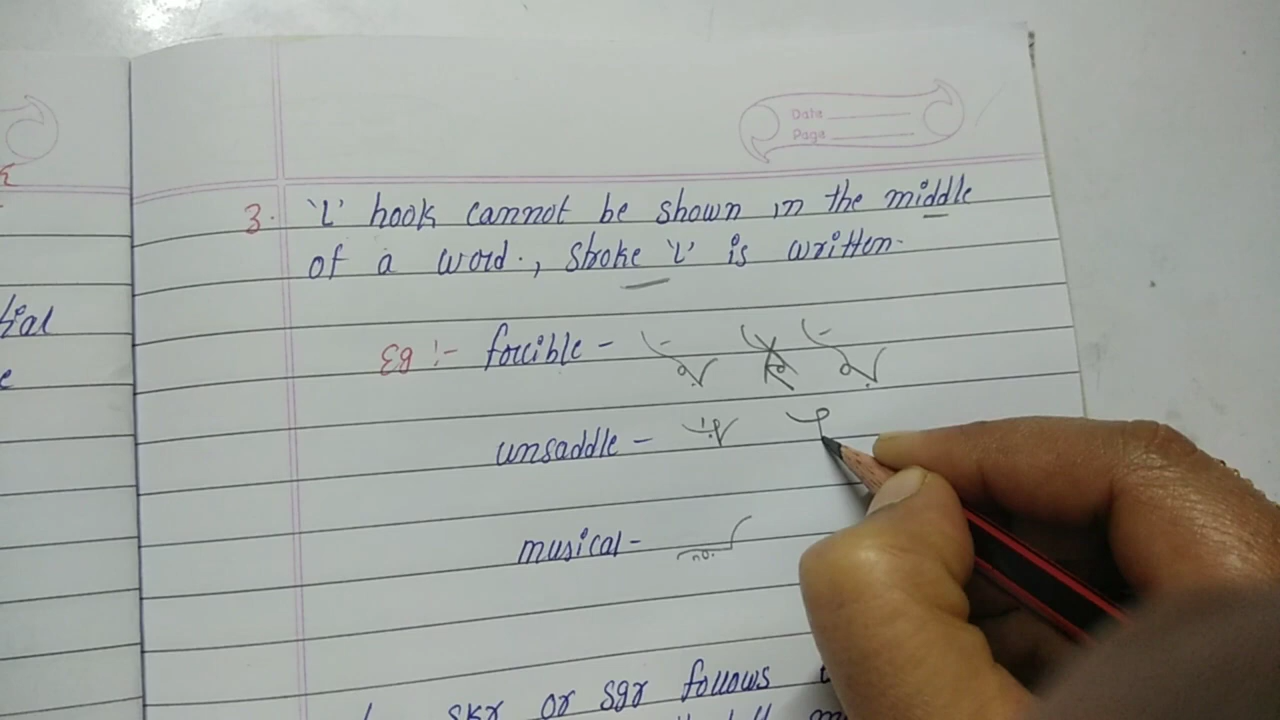 Date
Page
3. 'L' hook cannot be shown in the middle
of a word., stroke 'L' is written.
tial
Eg :- forcible -
unsaddle -
musical -
skr or sgr follows